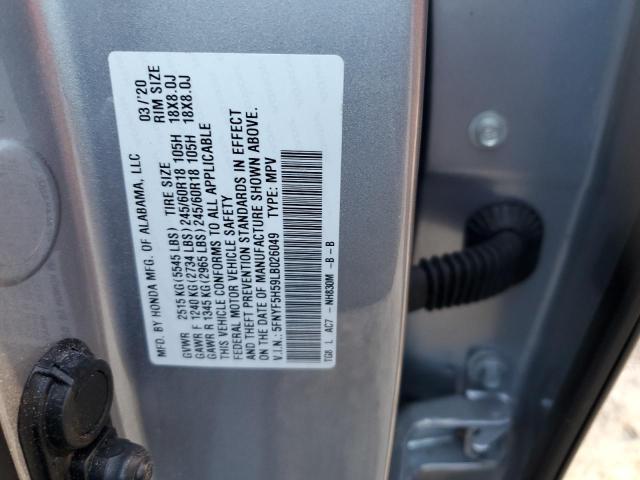 MFD. BY HONDA MFG. OF ALABAMA, LLC 03/'20
GVWR 2515 KG(5545 LBS) TIRE SIZE RIM SIZE
GAWR F 1240 KG(2734 LBS) 245/60R18 105H 18X8.0J
GAWR R 1345 KG(2965 LBS) 245/60R18 105H 18X8.0J
THIS VEHICLE CONFORMS TO ALL APPLICABLE
FEDERAL MOTOR VEHICLE SAFETY
AND THEFT PREVENTION STANDARDS IN EFFECT
ON THE DATE OF MANUFACTURE SHOWN ABOVE.
V.I.N.: 5FNYF5H59LB026049 TYPE: MPV
TG8 L AC7 -NH830M -B -B